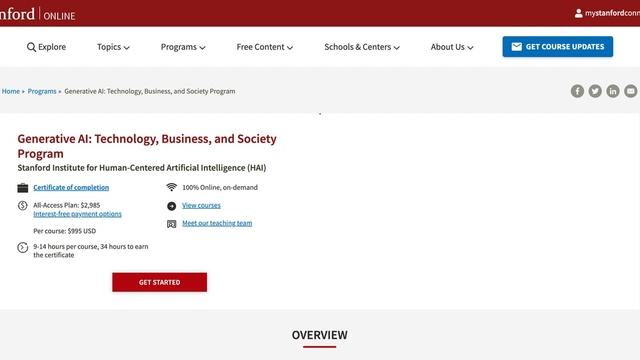 nford | ONLINE
mystanfordconn
Explore
Topics
Programs
Free Content
Schools & Centers
About Us
GET COURSE UPDATES
Home » Programs » Generative AI: Technology, Business, and Society Program
Generative AI: Technology, Business, and Society
Program
Stanford Institute for Human-Centered Artificial Intelligence (HAI)
Certificate of completion
100% Online, on-demand
All-Access Plan: $2,985
Interest-free payment options
View courses
Per course: $995 USD
Meet our teaching team
9-14 hours per course, 34 hours to earn
the certificate
GET STARTED
OVERVIEW